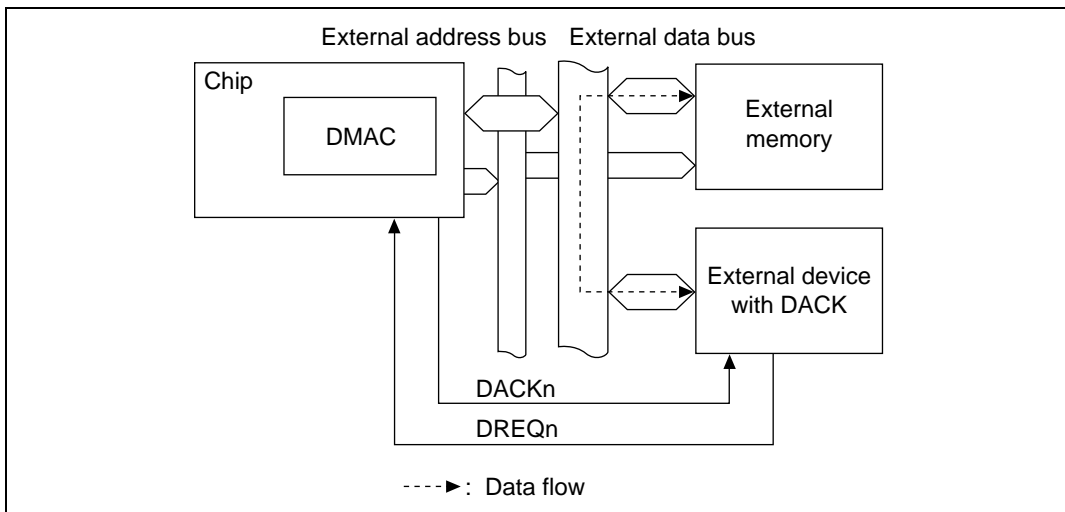 External address bus External data bus
Chip
DMAC
External
memory
External device
with DACK
DACKn
DREQn
: Data flow